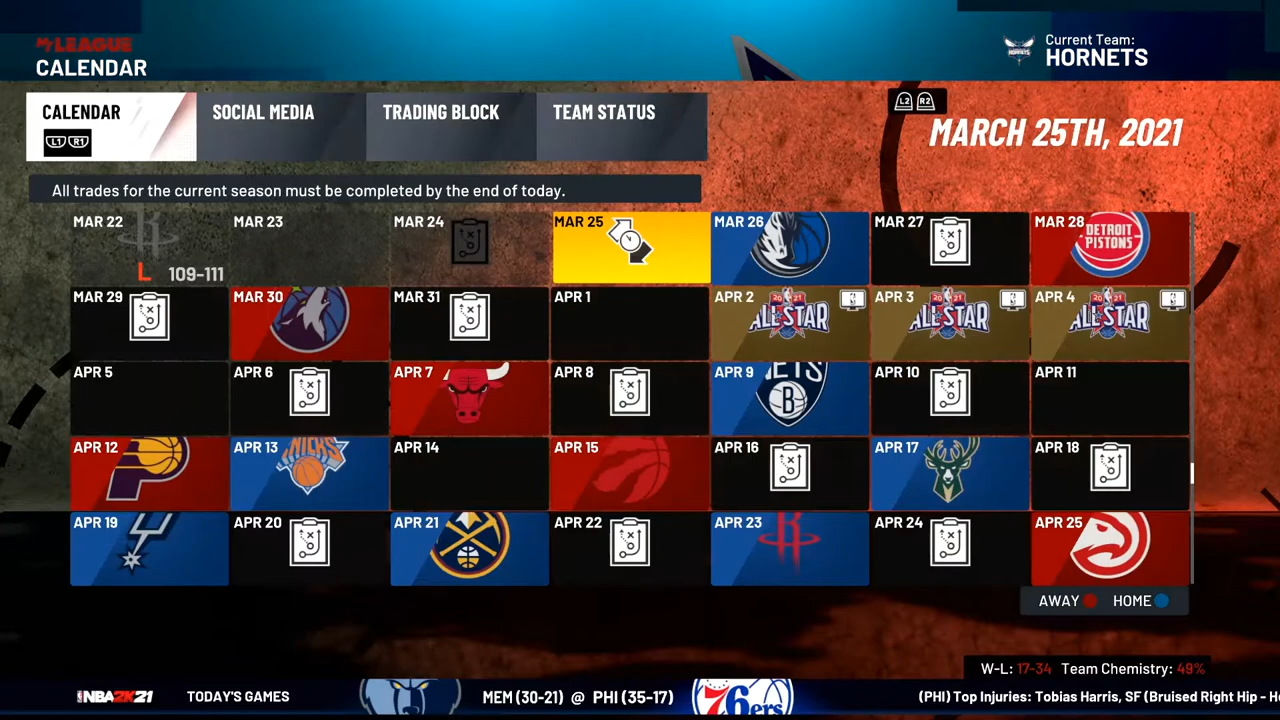 MyLEAGUE
CALENDAR
Current Team:
HORNETS
CALENDAR
L1 R1
SOCIAL MEDIA
TRADING BLOCK
TEAM STATUS
L2 R2
MARCH 25TH, 2021
All trades for the current season must be completed by the end of today.
MAR 22
L 109-111
MAR 23
MAR 24
MAR 25
MAR 26
MAR 27
MAR 28
DETROIT
PISTONS
MAR 29
MAR 30
MAR 31
APR 1
APR 2
2021
ALL STAR
APR 3
2021
ALL STAR
APR 4
2021
ALL STAR
APR 5
APR 6
APR 7
APR 8
APR 9
NETS
B
APR 10
APR 11
APR 12
APR 13
NICKS
APR 14
APR 15
APR 16
APR 17
APR 18
APR 19
APR 20
APR 21
APR 22
APR 23
APR 24
APR 25
AWAY HOME
W-L: 17-34 Team Chemistry: 49%
NBA2K21
TODAY'S GAMES
MEM (30-21) @ PHI (35-17)
76ers
(PHI) Top Injuries: Tobias Harris, SF (Bruised Right Hip - H